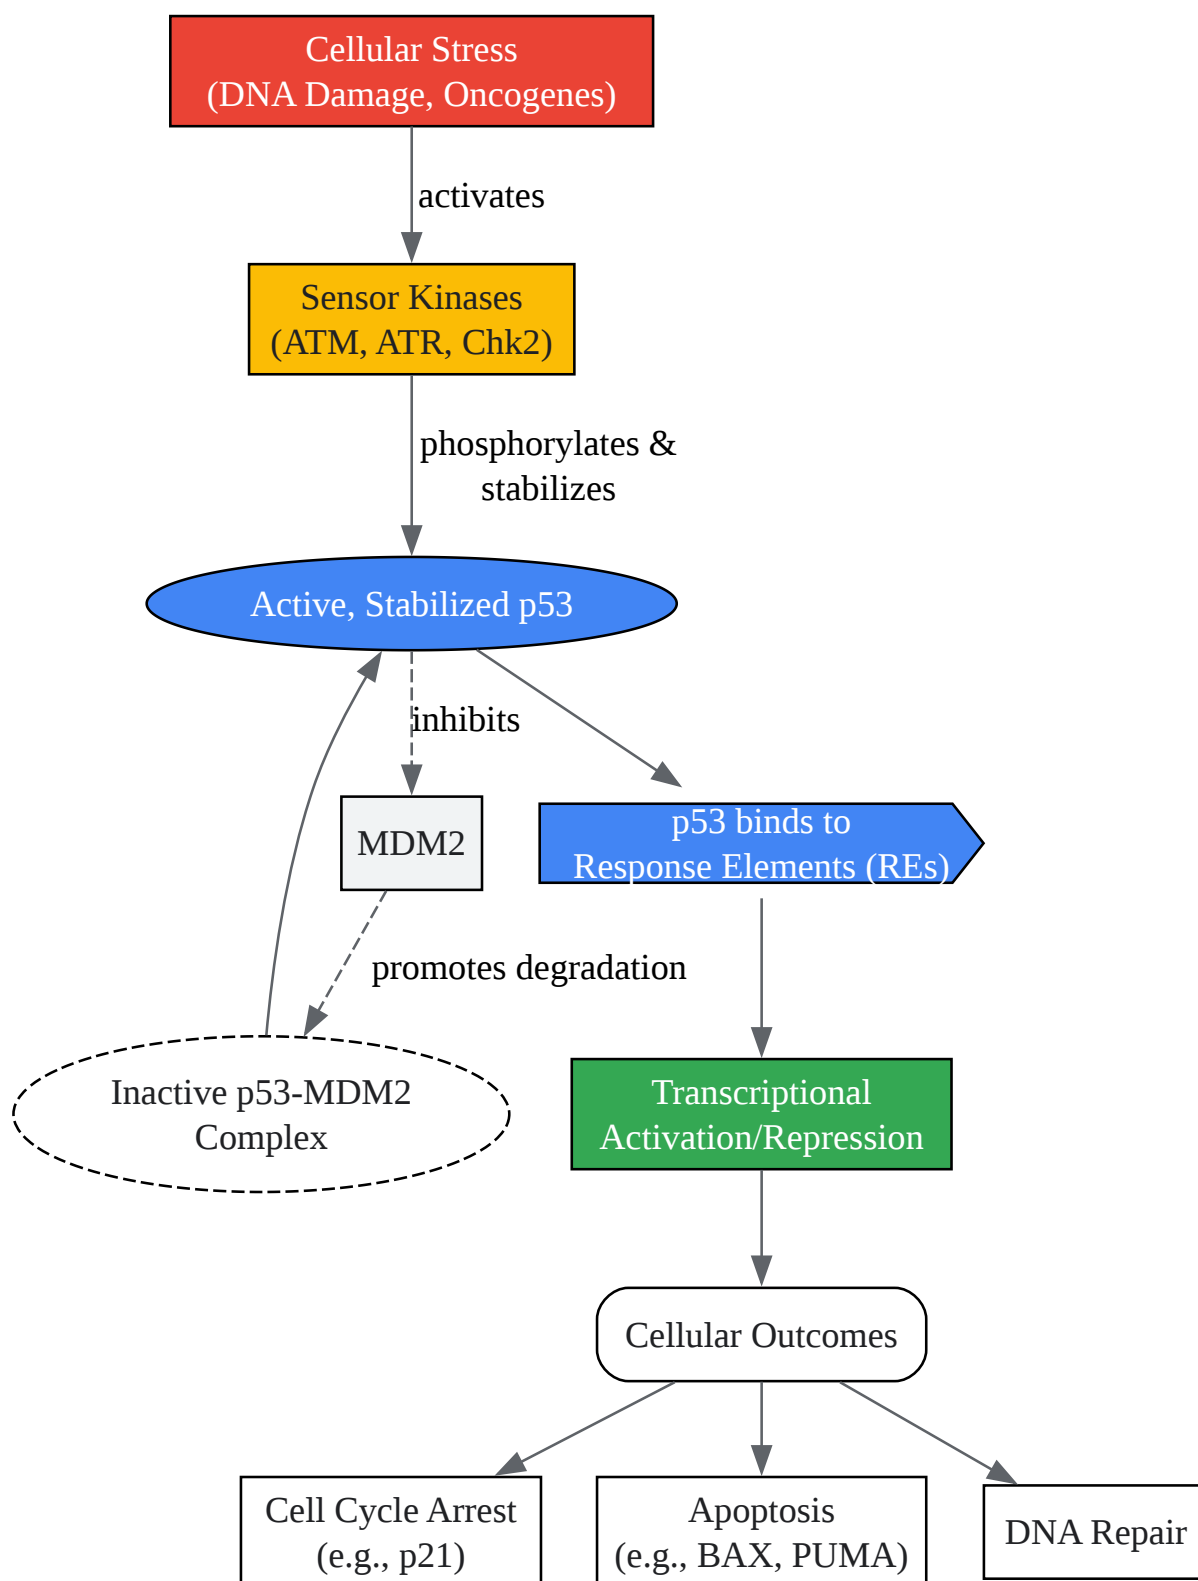 Cellular Stress
(DNA Damage, Oncogenes)
activates
Sensor Kinases
(ATM, ATR, Chk2)
phosphorylates &
stabilizes
Active, Stabilized p53
inhibits
MDM2
p53 binds to
Response Elements (REs)
promotes degradation
Inactive p53-MDM2
Complex
Transcriptional
Activation/Repression
Cellular Outcomes
Cell Cycle Arrest
(e.g., p21)
Apoptosis
(e.g., BAX, PUMA)
DNA Repair